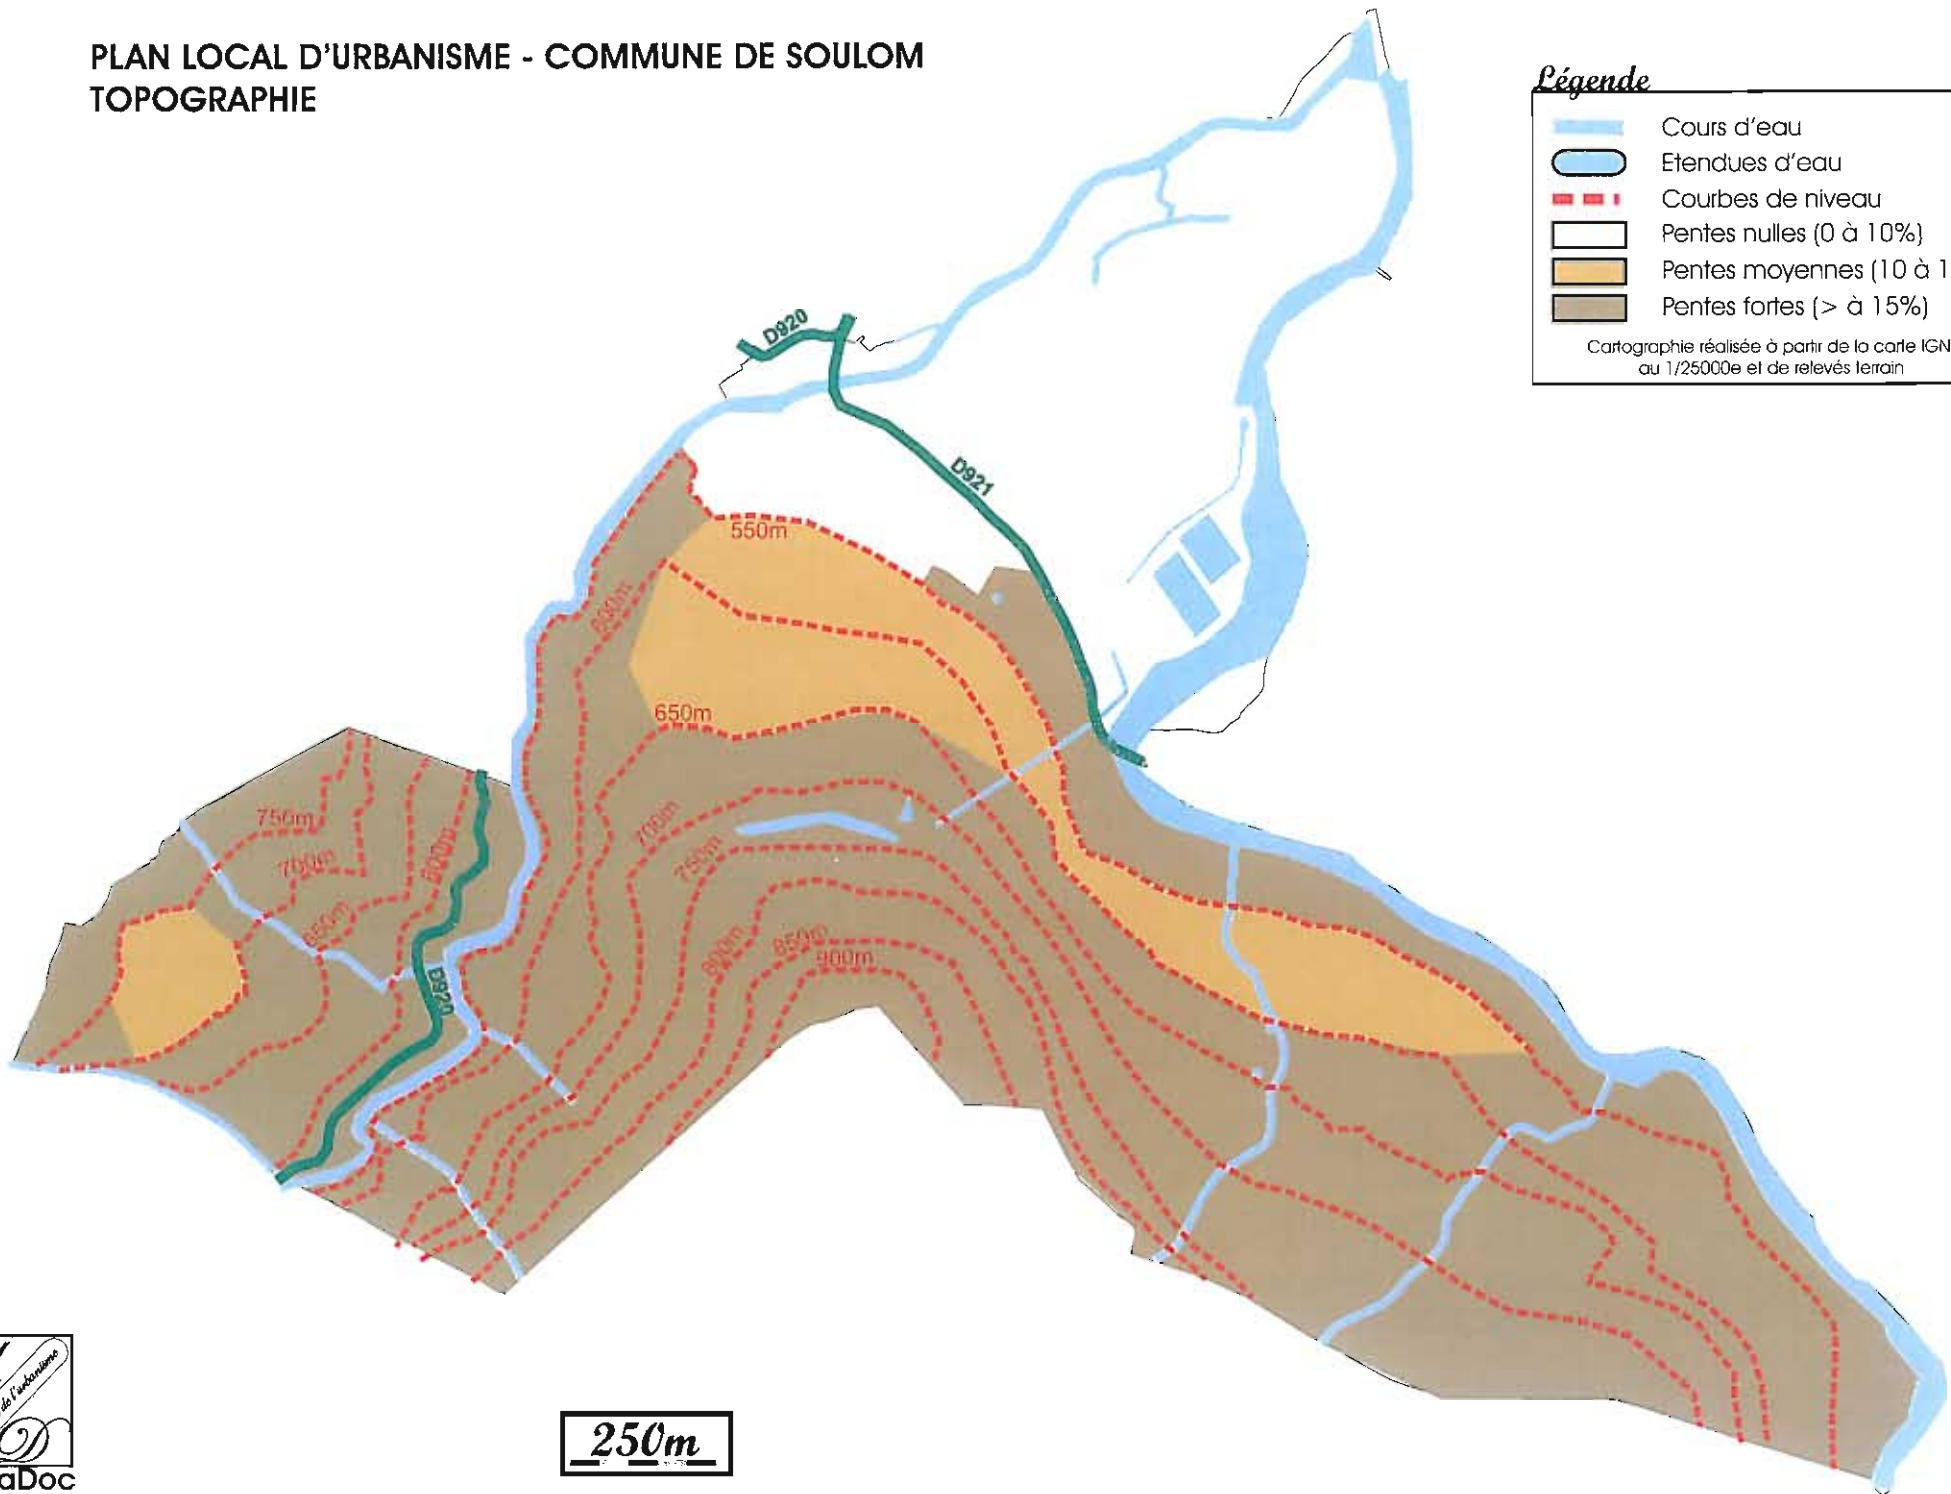 PLAN LOCAL D'URBANISME - COMMUNE DE SOULOM
TOPOGRAPHIE
Légende
Cours d'eau
Etendues d'eau
Courbes de niveau
Pentes nulles (0 à 10%)
Pentes moyennes (10 à 1
Pentes fortes (> à 15%)
Cartographie réalisée à partir de la carte IGN
au 1/25000e et de relevés terrain
D920
D921
550m
600m
650m
700m
750m
800m
850m
900m
750m
700m
650m
600m
D920
de l'urbanisme
aDoc
250m